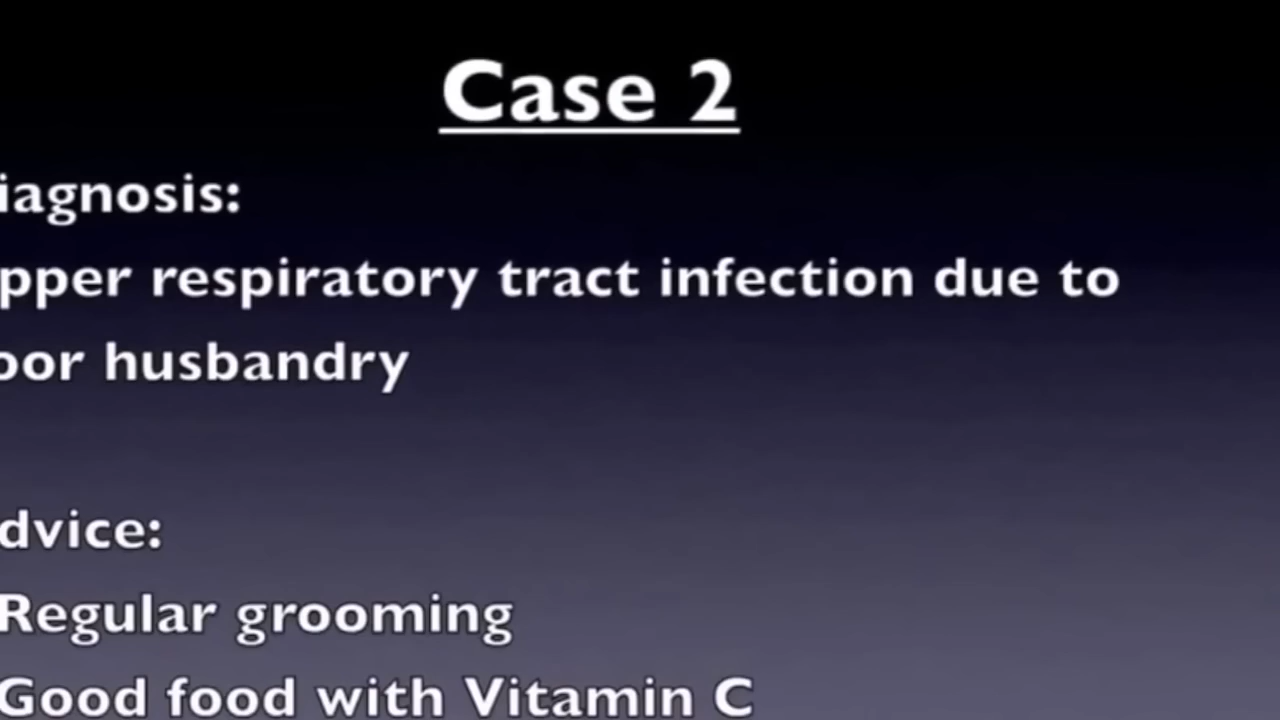 Case 2
iagnosis:
pper respiratory tract infection due to
oor husbandry
dvice:
Regular grooming
Good food with Vitamin C